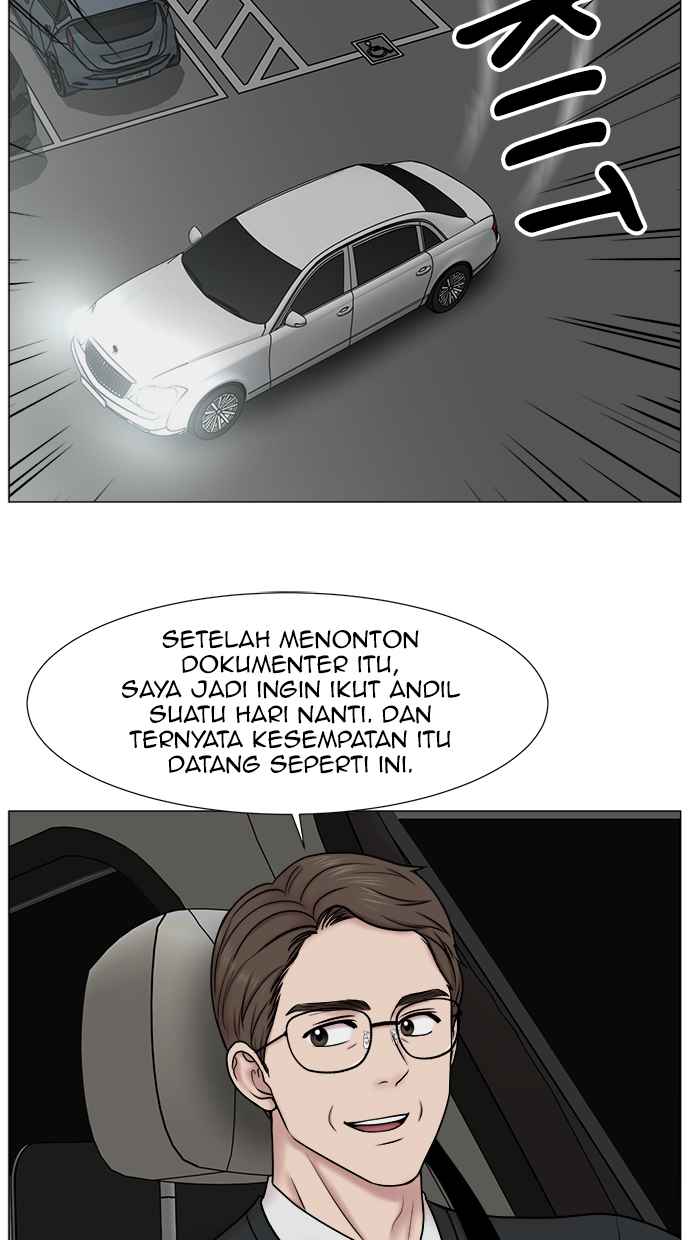 KIIT
SETELAH MENONTON
DOKUMENTER ITU,
SAYA JADI INGIN IKUT ANDIL
SUATU HARI NANTI. DAN
TERNYATA KESEMPATAN ITU
DATANG SEPERTI INI.